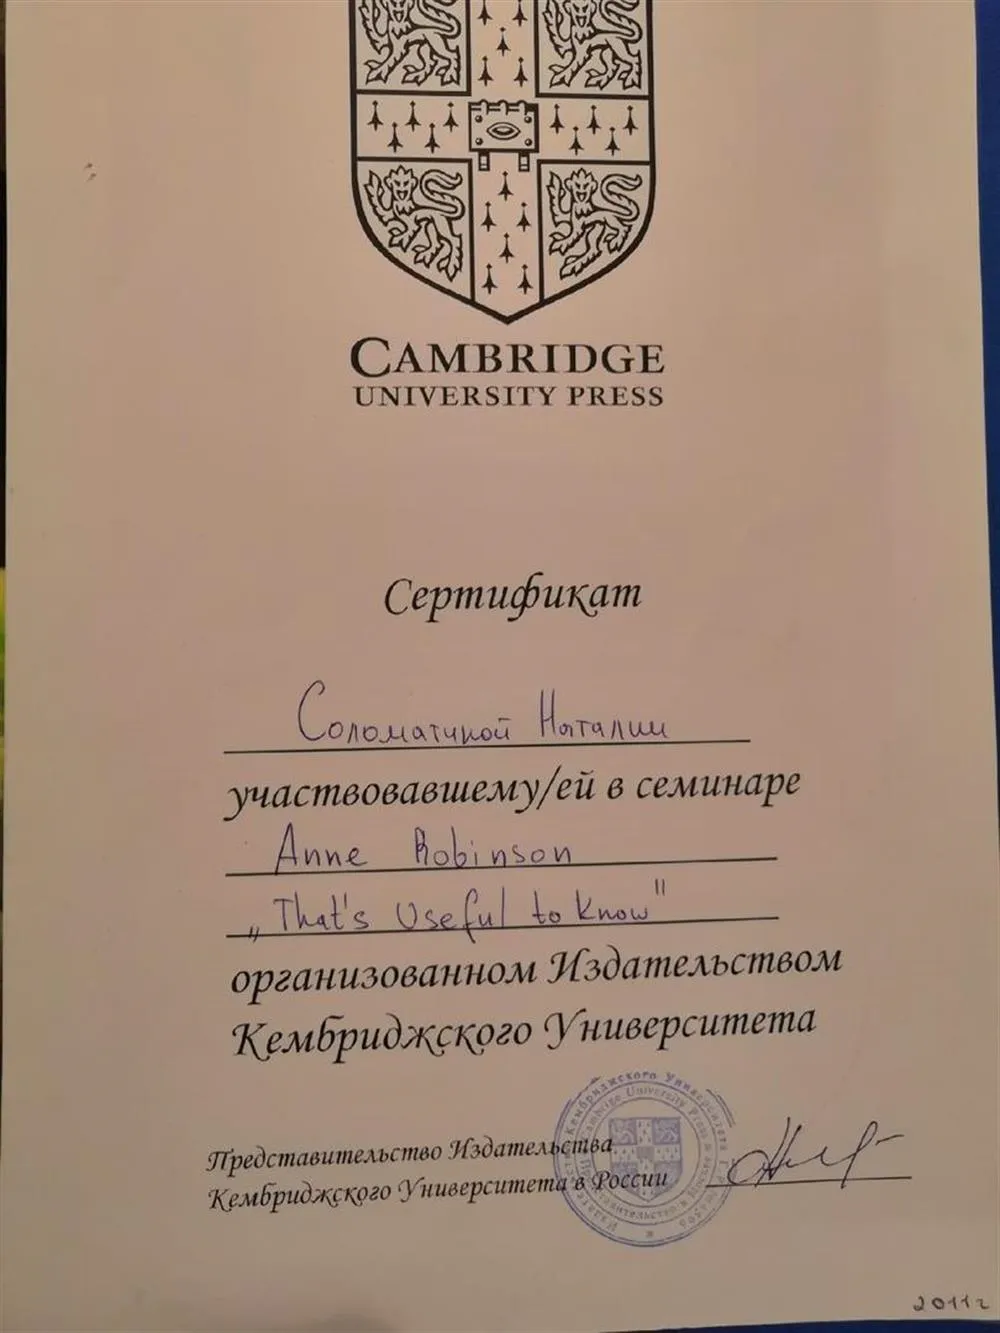 CAMBRIDGE
UNIVERSITY PRESS
Сертификат
Соломатиной Наталии
участвовавшему/ей в семинаре
Anne Robinson
„That's Useful to Know"
организованном Издательством
Кембриджского Университета
Представительство Издательства
Кембриджского Университета в России
2011г